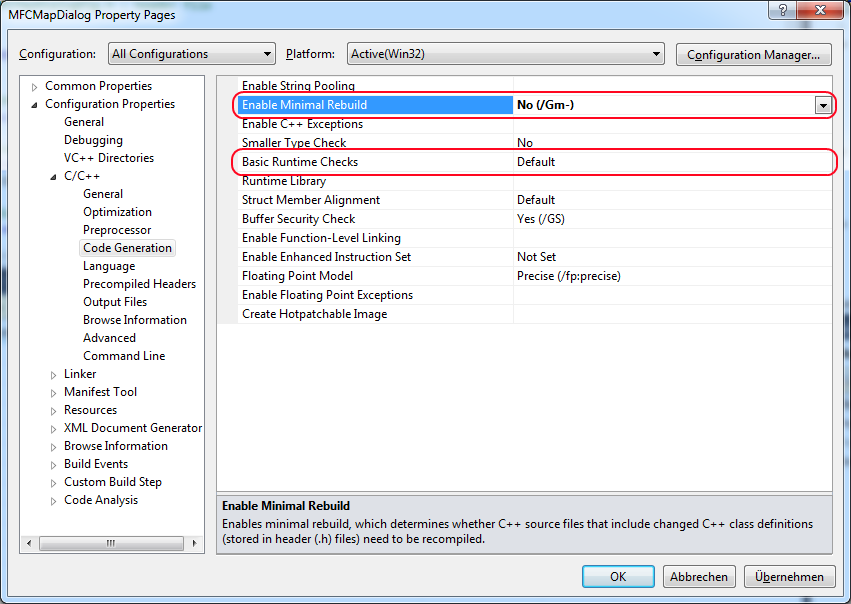 MFCMapDialog Property Pages
Configuration: All Configurations Platform: Active(Win32) Configuration Manager...
Common Properties
Configuration Properties
General
Debugging
VC++ Directories
C/C++
General
Optimization
Preprocessor
Code Generation
Language
Precompiled Headers
Output Files
Browse Information
Advanced
Command Line
Linker
Manifest Tool
Resources
XML Document Generator
Browse Information
Build Events
Custom Build Step
Code Analysis
Enable String Pooling
Enable Minimal Rebuild No (/Gm-)
Enable C++ Exceptions
Smaller Type Check No
Basic Runtime Checks Default
Runtime Library
Struct Member Alignment Default
Buffer Security Check Yes (/GS)
Enable Function-Level Linking
Enable Enhanced Instruction Set Not Set
Floating Point Model Precise (/fp:precise)
Enable Floating Point Exceptions
Create Hotpatchable Image
Enable Minimal Rebuild
Enables minimal rebuild, which determines whether C++ source files that include changed C++ class definitions
(stored in header (.h) files) need to be recompiled.
OK Abbrechen Übernehmen